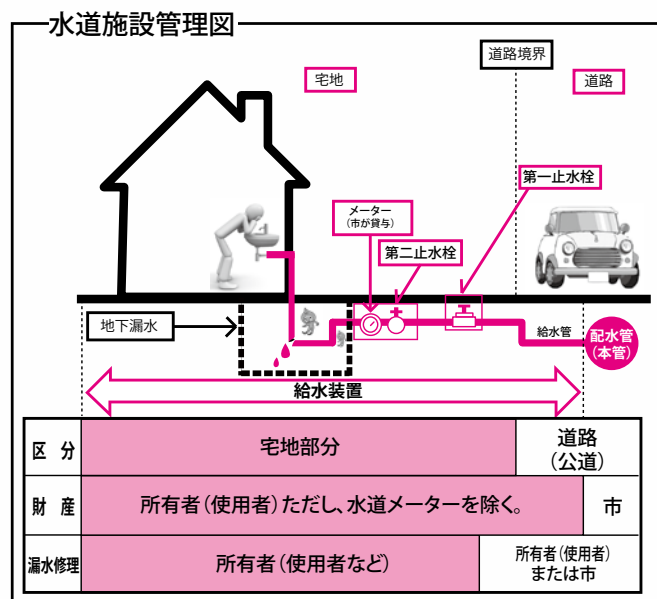 水道施設管理図
道路境界
宅地
道路
第一止水栓
メーター
(市が貸与)
第二止水栓
地下漏水
給水管
配水管
(本管)
給水装置
区 分
宅地部分
道路
(公道)
財 産
所有者(使用者)ただし、水道メーターを除く。
市
漏水修理
所有者(使用者など)
所有者(使用者)
または市